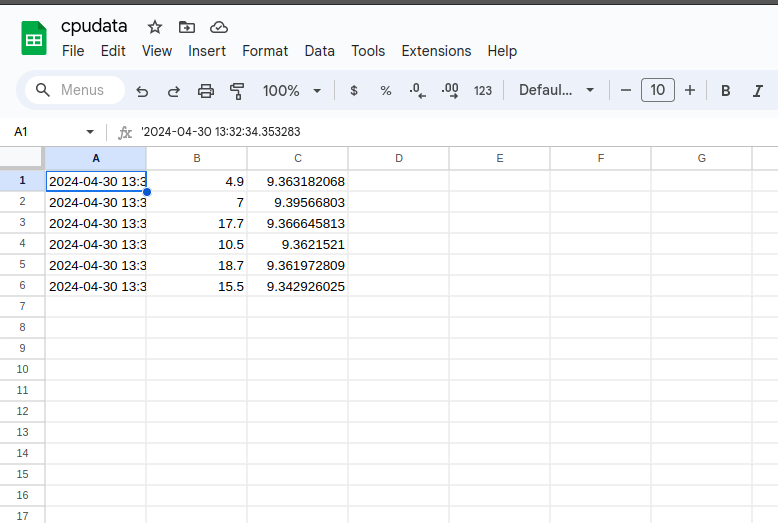 cpudata
File Edit View Insert Format Data Tools Extensions Help
Menus 100% $ % .0 .00 123 Defaul... 10 B I
A1 fx '2024-04-30 13:32:34.353283
A B C D E F G
1 2024-04-30 13:3 4.9 9.363182068
2 2024-04-30 13:3 7 9.39566803
3 2024-04-30 13:3 17.7 9.366645813
4 2024-04-30 13:3 10.5 9.3621521
5 2024-04-30 13:3 18.7 9.361972809
6 2024-04-30 13:3 15.5 9.342926025
7
8
9
10
11
12
13
14
15
16
17